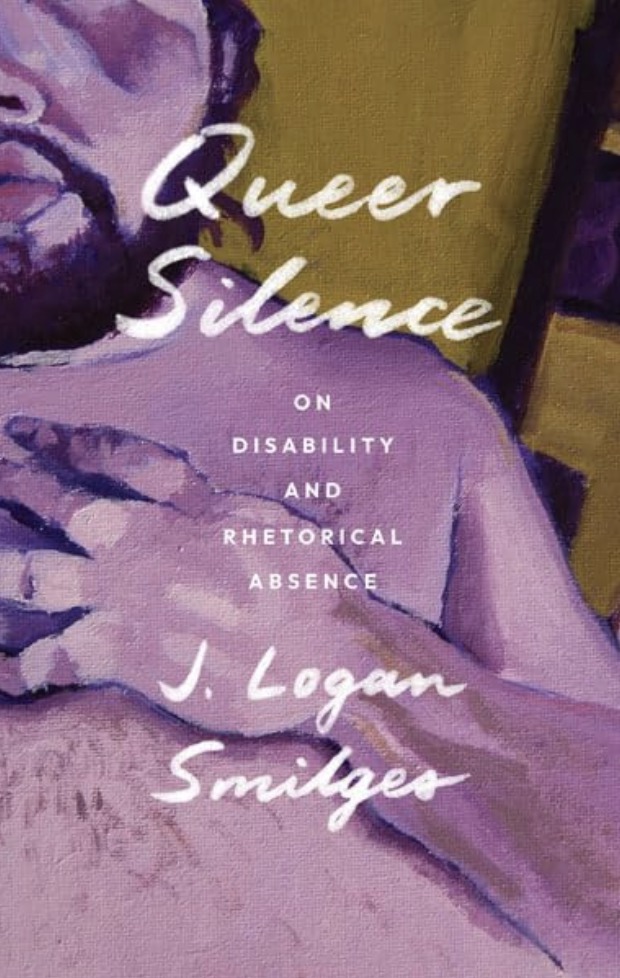 Queer
Silence
ON
DISABILITY
AND
RHETORICAL
ABSENCE
J. Logan
Smilges